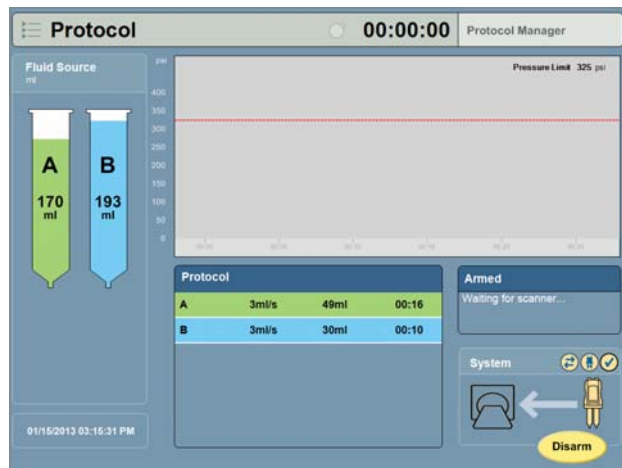 Protocol
00:00:00
Protocol Manager
Fluid Source
ml
A
170
ml
B
193
ml
psi
Pressure Limit 325 psi
400
350
300
250
200
150
100
50
0
Protocol
A 3ml/s 49ml 00:16
B 3ml/s 30ml 00:10
Armed
Waiting for scanner...
System
Disarm
01/15/2013 03:15:31 PM